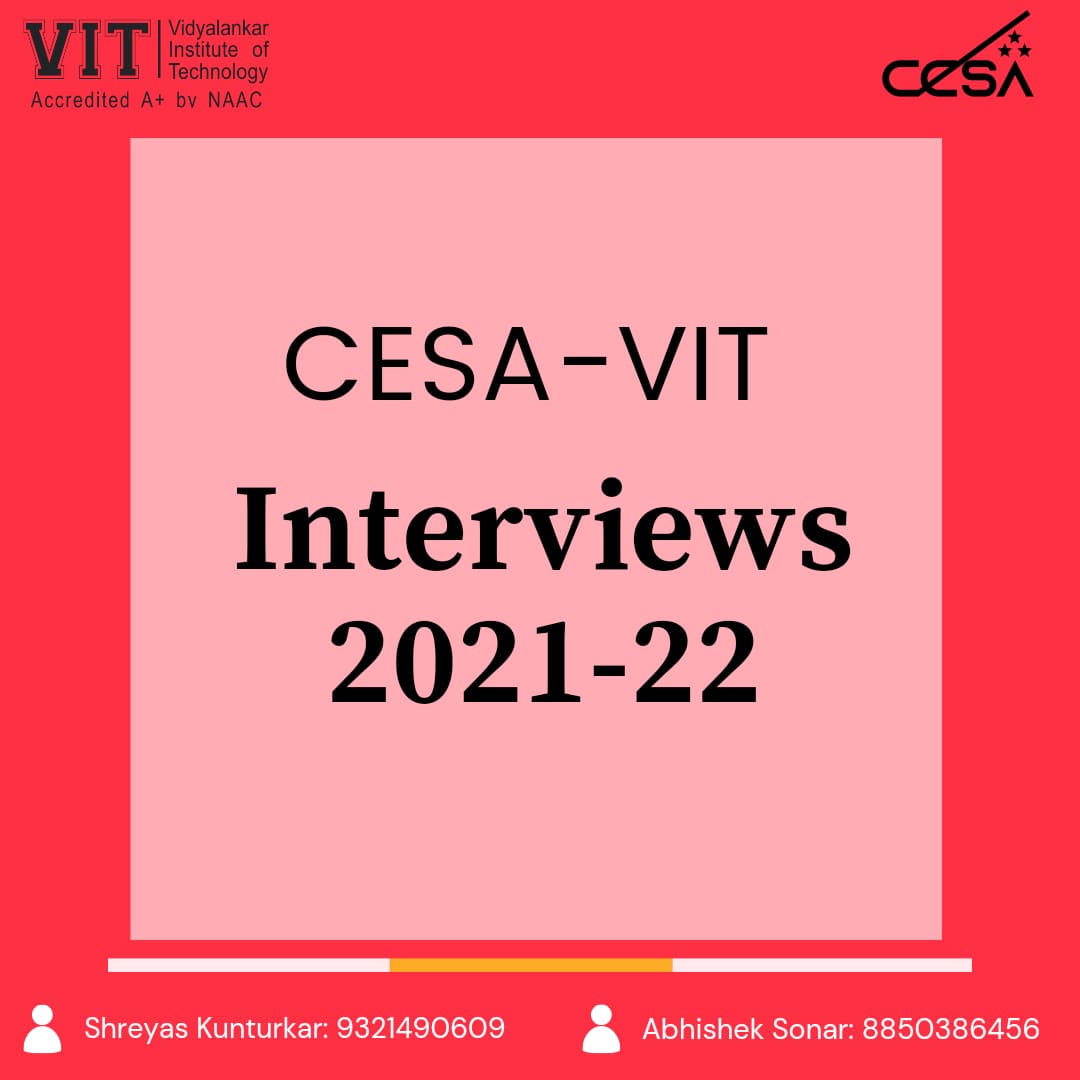 VIT
Vidyalankar
Institute of
Technology
Accredited A+ by NAAC
CESA
CESA-VIT
Interviews
2021-22
Shreyas Kunturkar: 9321490609
Abhishek Sonar: 8850386456